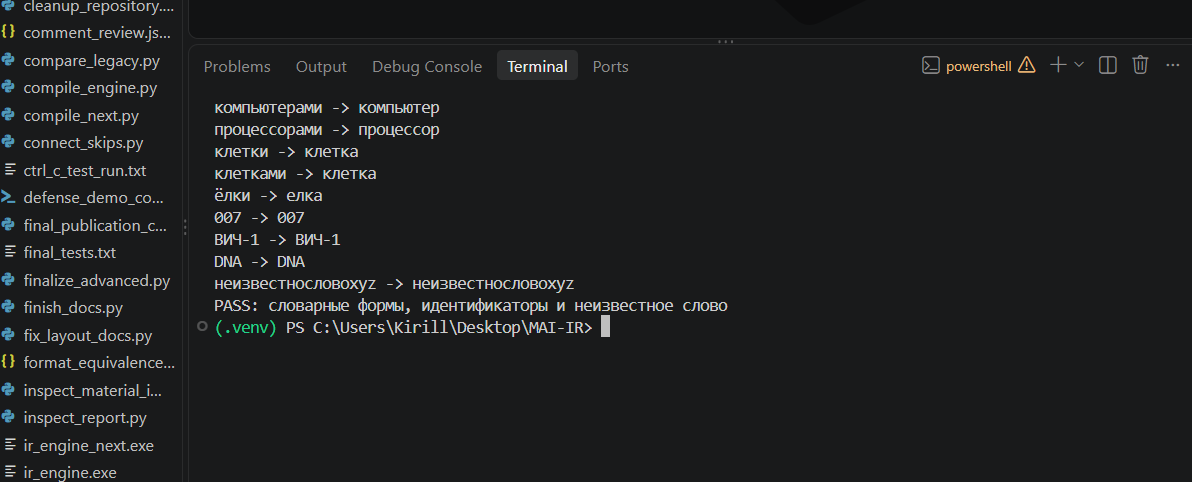 cleanup_repository....
comment_review.js...
compare_legacy.py
compile_engine.py
compile_next.py
connect_skips.py
ctrl_c_test_run.txt
defense_demo_co...
final_publication_c...
final_tests.txt
finalize_advanced.py
finish_docs.py
fix_layout_docs.py
format_equivalence...
inspect_material_i...
inspect_report.py
ir_engine_next.exe
ir_engine.exe
Problems Output Debug Console Terminal Ports powershell
компьютерами -> компьютер
процессорами -> процессор
клетки -> клетка
клетками -> клетка
ёлки -> елка
007 -> 007
ВИЧ-1 -> ВИЧ-1
DNA -> DNA
неизвестнословоxyz -> неизвестнословоxyz
PASS: словарные формы, идентификаторы и неизвестное слово
(.venv) PS C:\Users\Kirill\Desktop\MAI-IR>